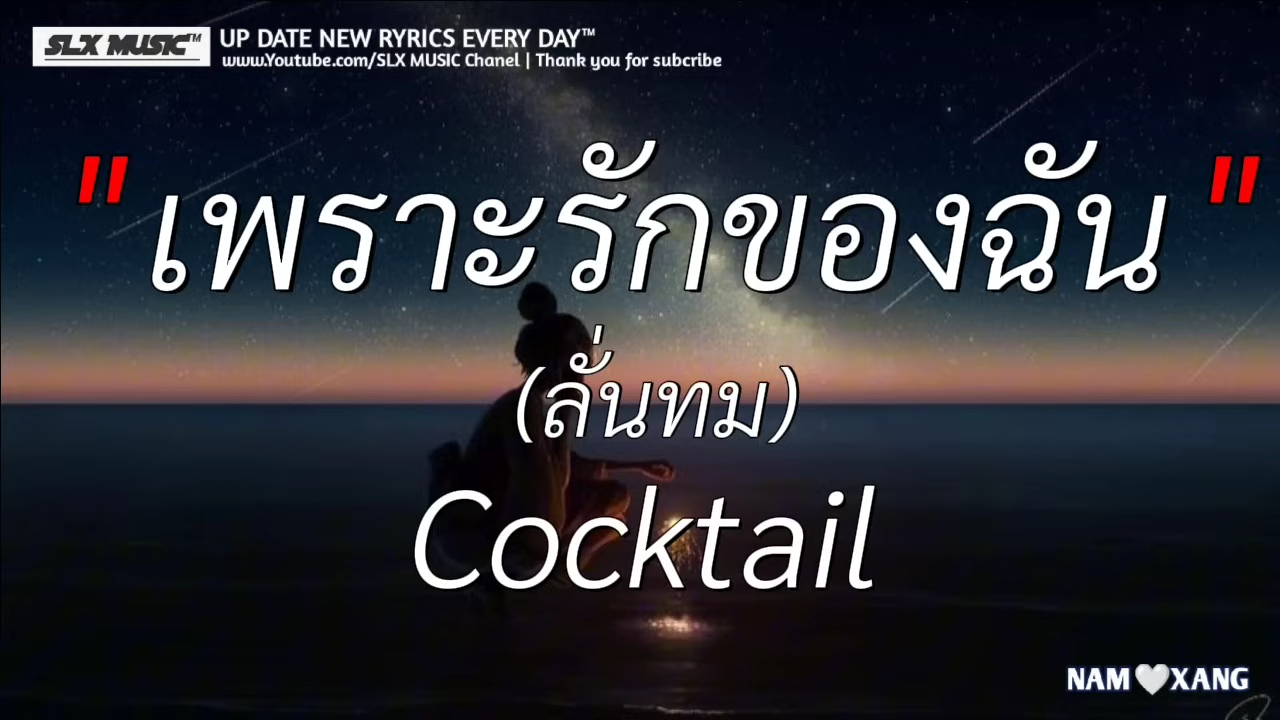 SLX MUSIC™ UP DATE NEW RYRICS EVERY DAY™
www.Youtube.com/SLX MUSIC Chanel | Thank you for subcribe
"เพราะรักของฉัน"
(ลั่นทม)
Cocktail
NAM🤍XANG